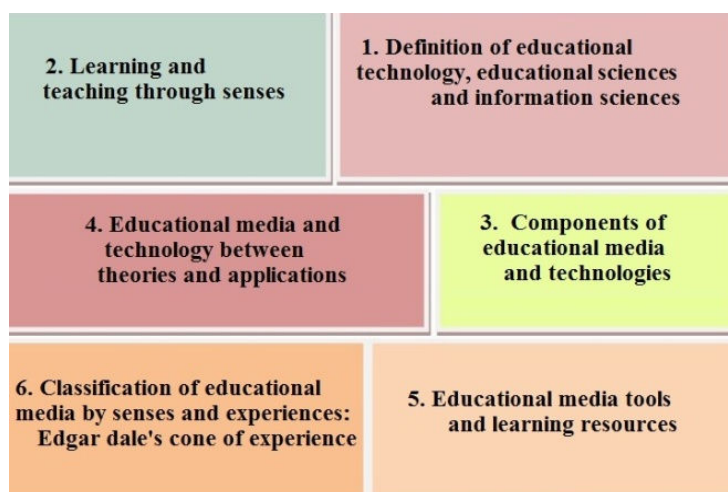 1. Definition of educational
technology, educational sciences
and information sciences
2. Learning and
teaching through senses
3. Components of
educational media
and technologies
4. Educational media and
technology between
theories and applications
5. Educational media tools
and learning resources
6. Classification of educational
media by senses and experiences:
Edgar dale's cone of experience